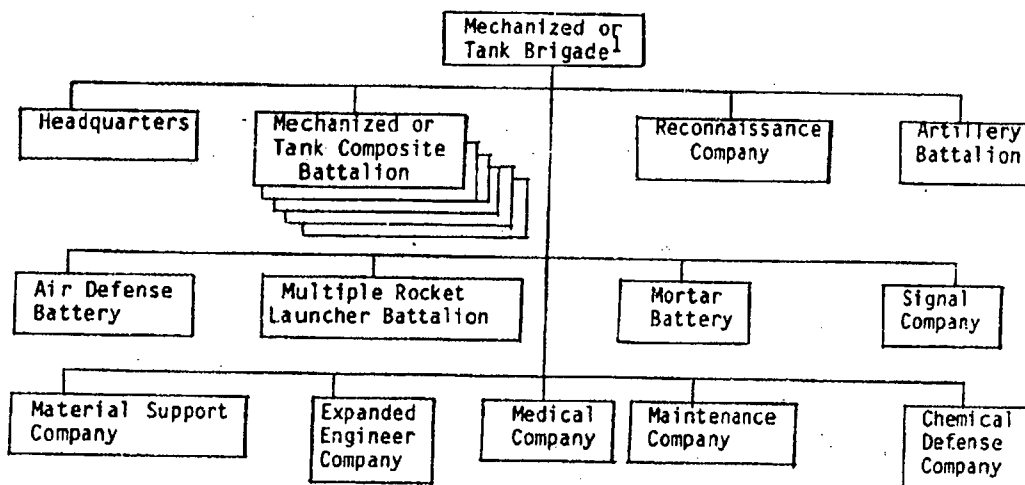 Mechanized or
Tank Brigade1
Headquarters
Mechanized or
Tank Composite
Battalion
Reconnaissance
Company
Artillery
Battalion
Air Defense
Battery
Multiple Rocket
Launcher Battalion
Mortar
Battery
Signal
Company
Material Support
Company
Expanded
Engineer
Company
Medical
Company
Maintenance
Company
Chemical
Defense
Company